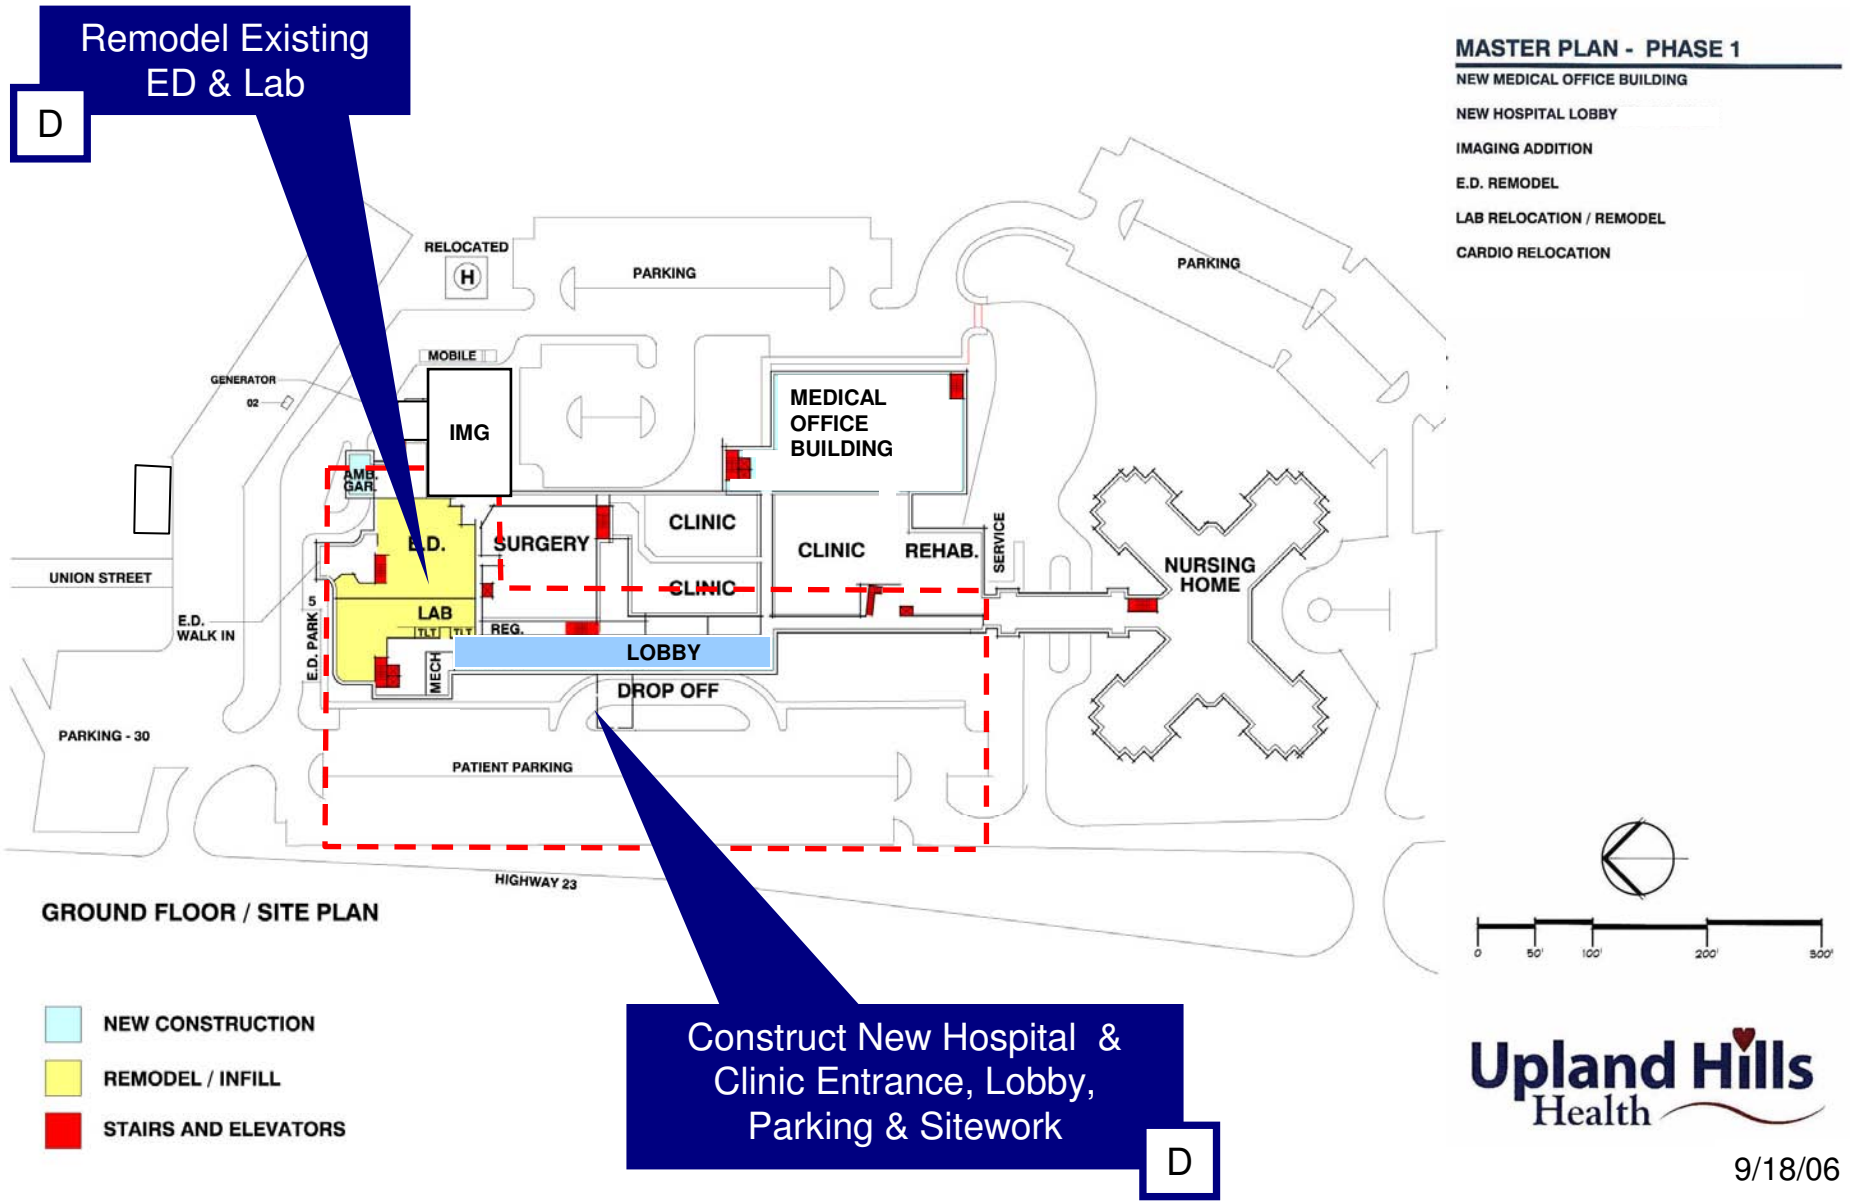 Remodel Existing
ED & Lab
D
MASTER PLAN - PHASE 1
NEW MEDICAL OFFICE BUILDING
NEW HOSPITAL LOBBY
IMAGING ADDITION
E.D. REMODEL
LAB RELOCATION / REMODEL
CARDIO RELOCATION
RELOCATED
H
PARKING
PARKING
MOBILE
GENERATOR
02
IMG
MEDICAL
OFFICE
BUILDING
AMB.
GAR.
E.D.
SURGERY
CLINIC
CLINIC
CLINIC
REHAB.
SERVICE
NURSING
HOME
UNION STREET
5
E.D. PARK
E.D.
WALK IN
LAB
TLT
TLT
REG.
MECH
LOBBY
DROP OFF
PARKING - 30
PATIENT PARKING
HIGHWAY 23
GROUND FLOOR / SITE PLAN
0 50' 100' 200' 300'
NEW CONSTRUCTION
REMODEL / INFILL
STAIRS AND ELEVATORS
Construct New Hospital &
Clinic Entrance, Lobby,
Parking & Sitework
D
Upland Hills
Health
9/18/06